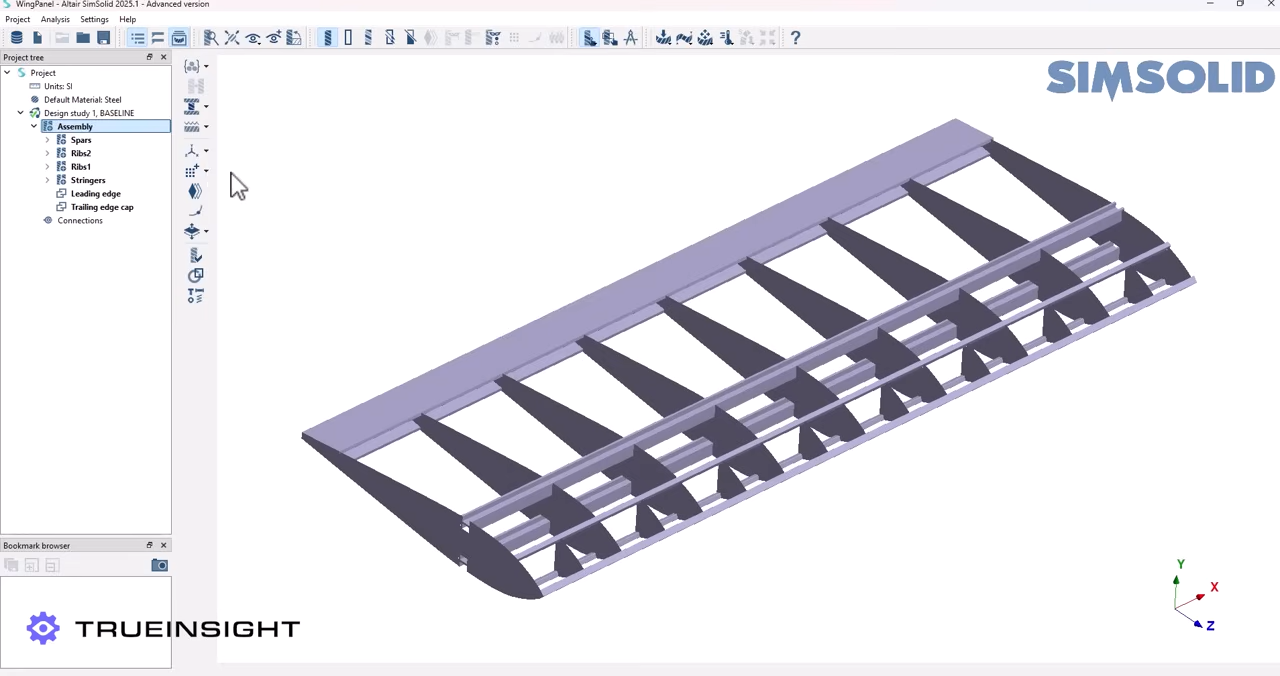 WingPanel - Altair SimSolid 2025.1 - Advanced version
Project Analysis Settings Help
Project tree
Project
Units: SI
Default Material: Steel
Design study 1, BASELINE
Assembly
Spars
Ribs2
Ribs1
Stringers
Leading edge
Trailing edge cap
Connections
SIMSOLID
Bookmark browser
TRUEINSIGHT
Y
X
Z